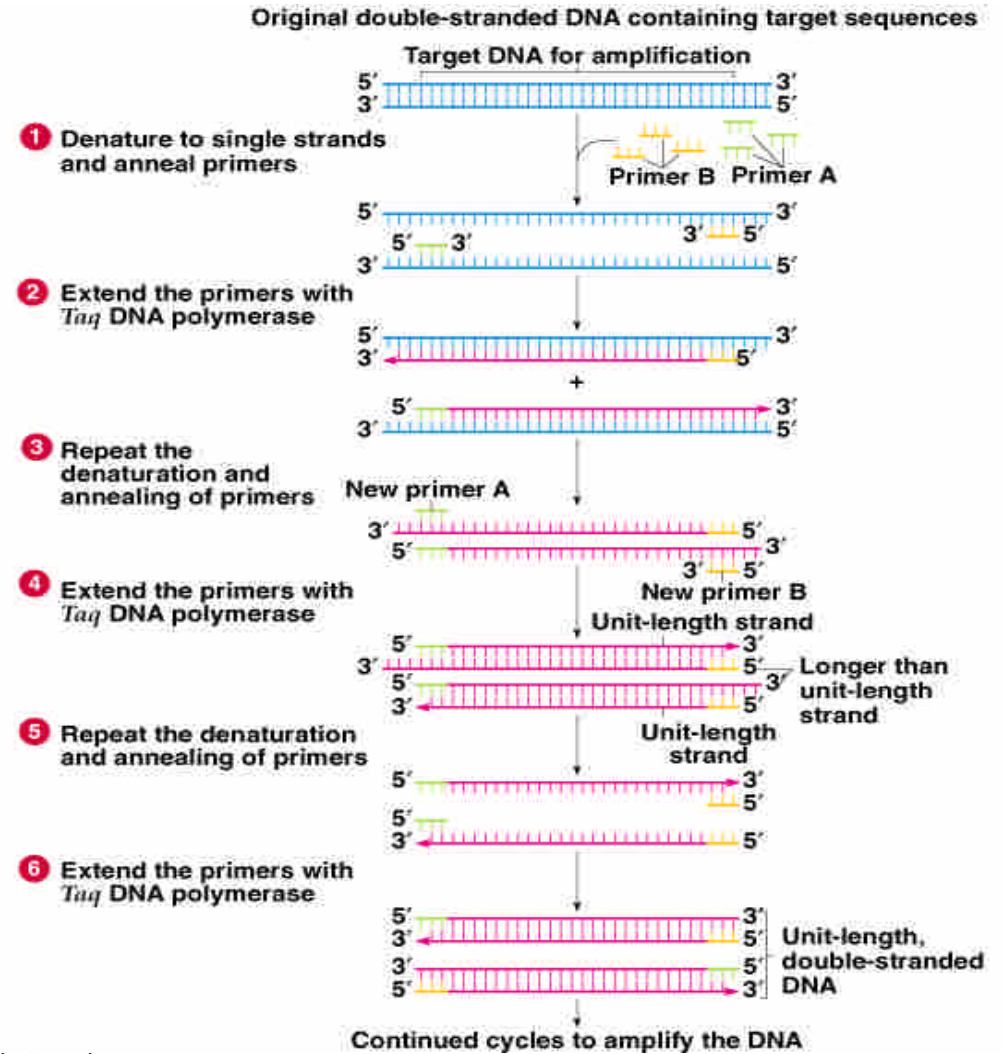 Original double-stranded DNA containing target sequences
Target DNA for amplification
5′ 3′
3′ 5′
1 Denature to single strands
and anneal primers
Primer B Primer A
5′ 3′
3′ 5′
5′ 3′
3′ 5′
2 Extend the primers with
Taq DNA polymerase
5′ 3′
3′ 5′
+
5′ 3′
3′ 5′
3 Repeat the
denaturation and
annealing of primers
New primer A
3′ 5′
5′ 3′
3′ 5′
New primer B
4 Extend the primers with
Taq DNA polymerase
Unit-length strand
5′ 3′
3′ 5′
Longer than
unit-length
strand
5′ 3′
3′ 5′
Unit-length
strand
5 Repeat the denaturation
and annealing of primers
5′ 3′
5′
5′
3′ 5′
6 Extend the primers with
Taq DNA polymerase
5′ 3′
3′ 5′
3′ 5′
5′ 3′
Unit-length,
double-stranded
DNA
Continued cycles to amplify the DNA